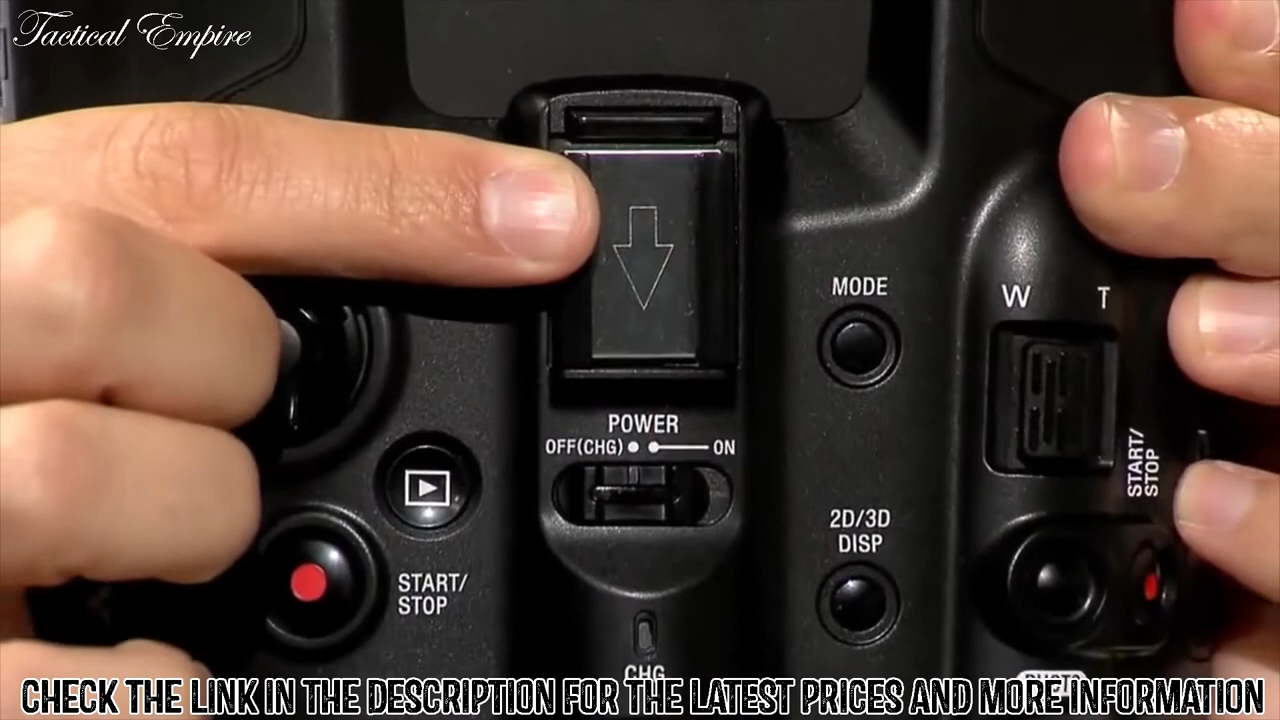 Tactical Empire
MODE
W T
POWER
OFF(CHG) ON
START/
STOP
2D/3D
DISP
START/
STOP
CHG
PHOTO
CHECK THE LINK IN THE DESCRIPTION FOR THE LATEST PRICES AND MORE INFORMATION